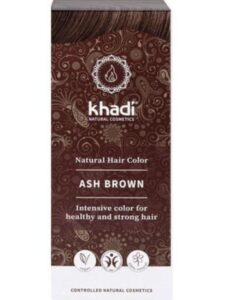 khadi
NATURAL COSMETICS
Natural Hair Color
ASH BROWN
Intensive color for
healthy and strong hair
CONTROLLED NATURAL COSMETICS